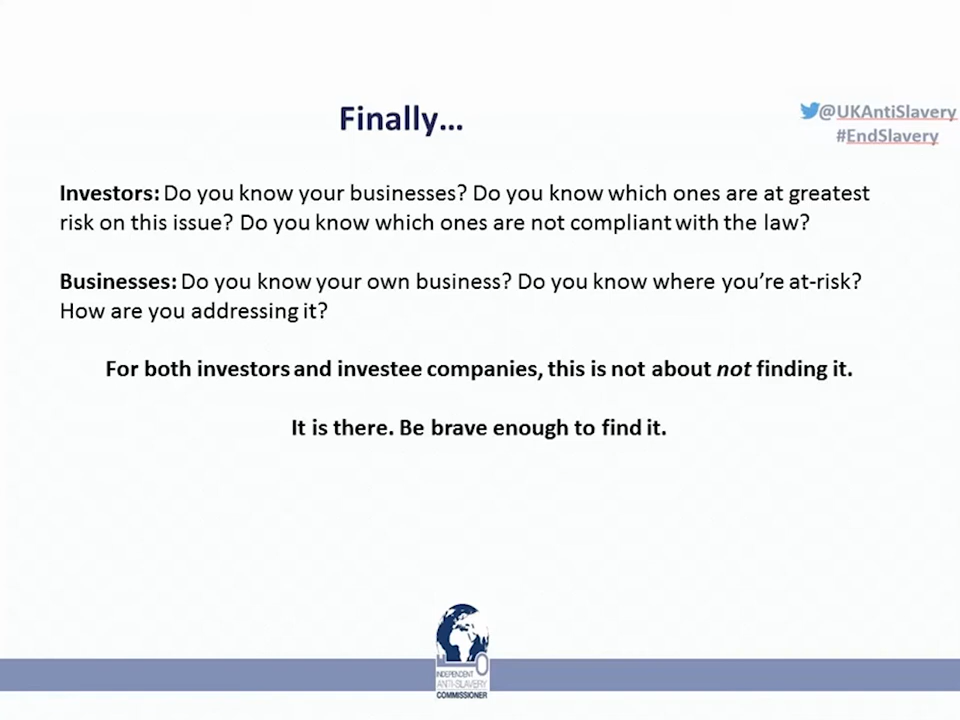 Finally...
@UKAntiSlavery
#EndSlavery
Investors: Do you know your businesses? Do you know which ones are at greatest
risk on this issue? Do you know which ones are not compliant with the law?
Businesses: Do you know your own business? Do you know where you’re at-risk?
How are you addressing it?
For both investors and investee companies, this is not about not finding it.
It is there. Be brave enough to find it.
INDEPENDENT
ANTI-SLAVERY
COMMISSIONER